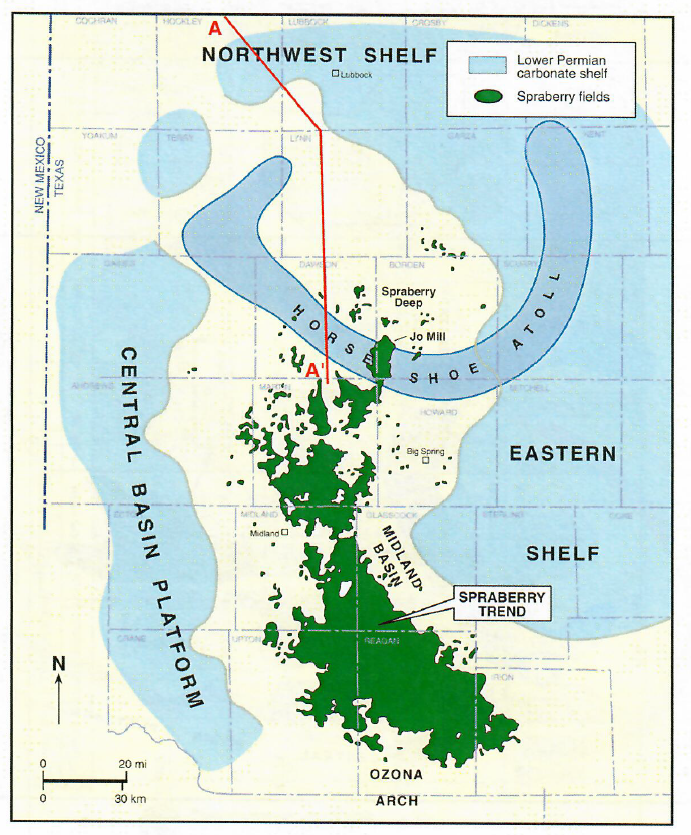 COCHRAN
HOCKLEY
LUBBOCK
CROSBY
DICKENS
A
NORTHWEST SHELF
Lubbock
Lower Permian
carbonate shelf
Spraberry fields
NEW MEXICO
TEXAS
YOAKUM
TERRY
LYNN
GARZA
KENT
GAINES
DAWSON
BORDEN
SCURRY
Spraberry
Deep
Jo Mill
HORSE SHOE ATOLL
A'
ANDREWS
MARTIN
HOWARD
MITCHELL
Big Spring
CENTRAL BASIN PLATFORM
EASTERN
SHELF
MIDLAND
GLASSCOCK
STERLING
COKE
Midland
MIDLAND
BASIN
SPRABERRY
TREND
CRANE
UPTON
REAGAN
IRION
N
0 20 mi
0 30 km
OZONA
ARCH